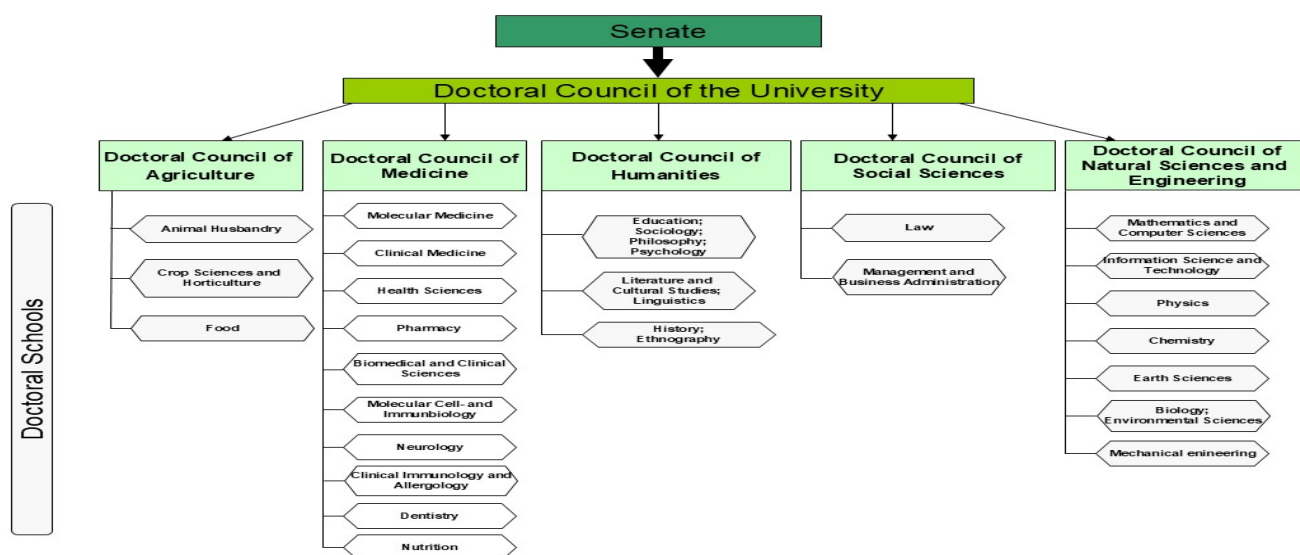 Senate
Doctoral Council of the University
Doctoral Council of
Agriculture
Doctoral Council of
Medicine
Doctoral Council of
Humanities
Doctoral Council of
Social Sciences
Doctoral Council of
Natural Sciences and
Engineering
Doctoral Schools
Animal Husbandry
Crop Sciences and
Horticulture
Food
Molecular Medicine
Clinical Medicine
Health Sciences
Pharmacy
Biomedical and Clinical
Sciences
Molecular Cell- and
Immunbiology
Neurology
Clinical Immunology and
Allergology
Dentistry
Nutrition
Education;
Sociology;
Philosophy;
Psychology
Literature and
Cultural Studies;
Linguistics
History;
Ethnography
Law
Management and
Business Administration
Mathematics and
Computer Sciences
Information Science and
Technology
Physics
Chemistry
Earth Sciences
Biology;
Environmental Sciences
Mechanical enineering